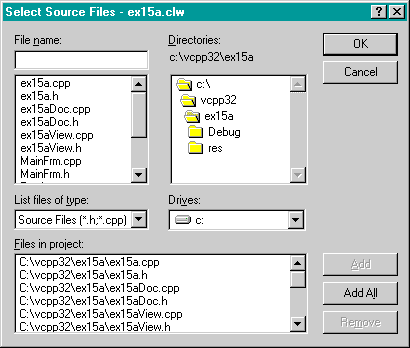 Select Source Files - ex15a.clw
File name:
ex15a.cpp
ex15a.h
ex15aDoc.cpp
ex15aDoc.h
ex15aView.cpp
ex15aView.h
MainFrm.cpp
MainFrm.h
Directories:
c:\vcpp32\ex15a
c:\
vcpp32
ex15a
Debug
res
OK
Cancel
List files of type:
Source Files (*.h;*.cpp)
Drives:
c:
Files in project:
C:\vcpp32\ex15a\ex15a.cpp
C:\vcpp32\ex15a\ex15a.h
C:\vcpp32\ex15a\ex15aDoc.cpp
C:\vcpp32\ex15a\ex15aDoc.h
C:\vcpp32\ex15a\ex15aView.cpp
C:\vcpp32\ex15a\ex15aView.h
Add
Add All
Remove